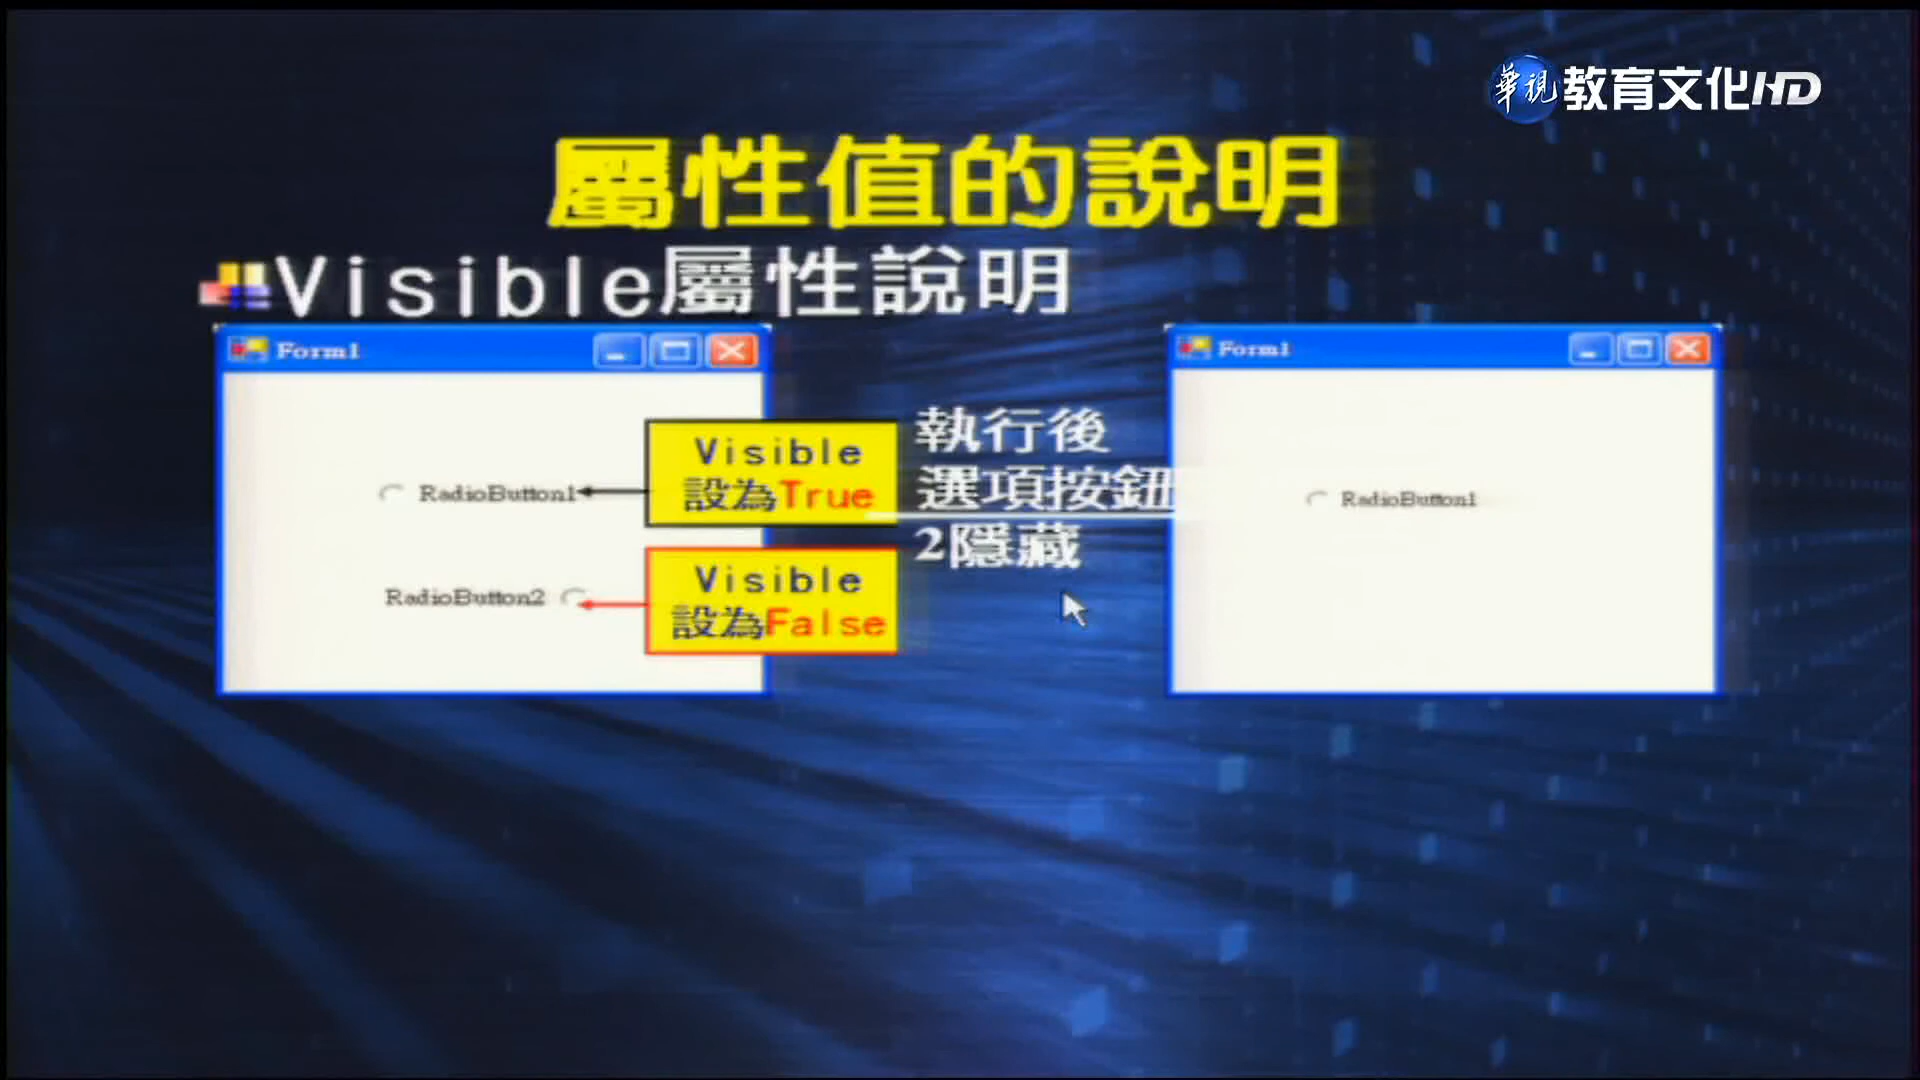 華視 教育文化HD
屬性值的說明
Visible屬性說明
Form1
RadioButton1
RadioButton2
Visible
設為True
Visible
設為False
執行後
選項按鈕
2隱藏
Form1
RadioButton1